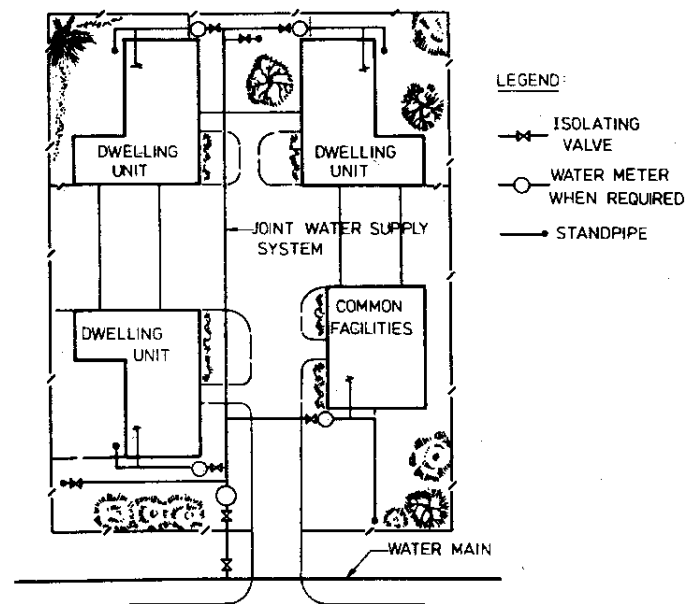 LEGEND:
ISOLATING
VALVE
WATER METER
WHEN REQUIRED
STANDPIPE
DWELLING
UNIT
DWELLING
UNIT
JOINT WATER SUPPLY
SYSTEM
DWELLING
UNIT
COMMON
FACILITIES
WATER MAIN